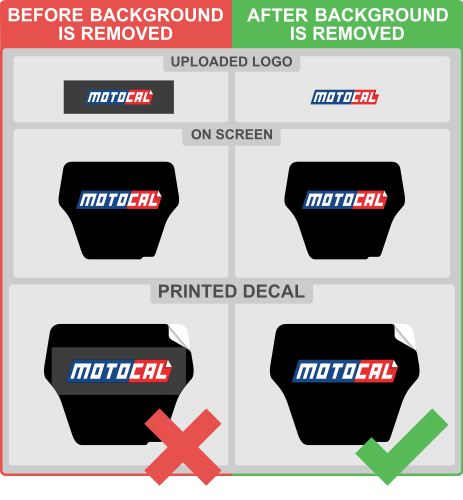 BEFORE BACKGROUND
IS REMOVED
AFTER BACKGROUND
IS REMOVED
UPLOADED LOGO
MOTOCAL
MOTOCAL
ON SCREEN
MOTOCAL
MOTOCAL
PRINTED DECAL
MOTOCAL
MOTOCAL